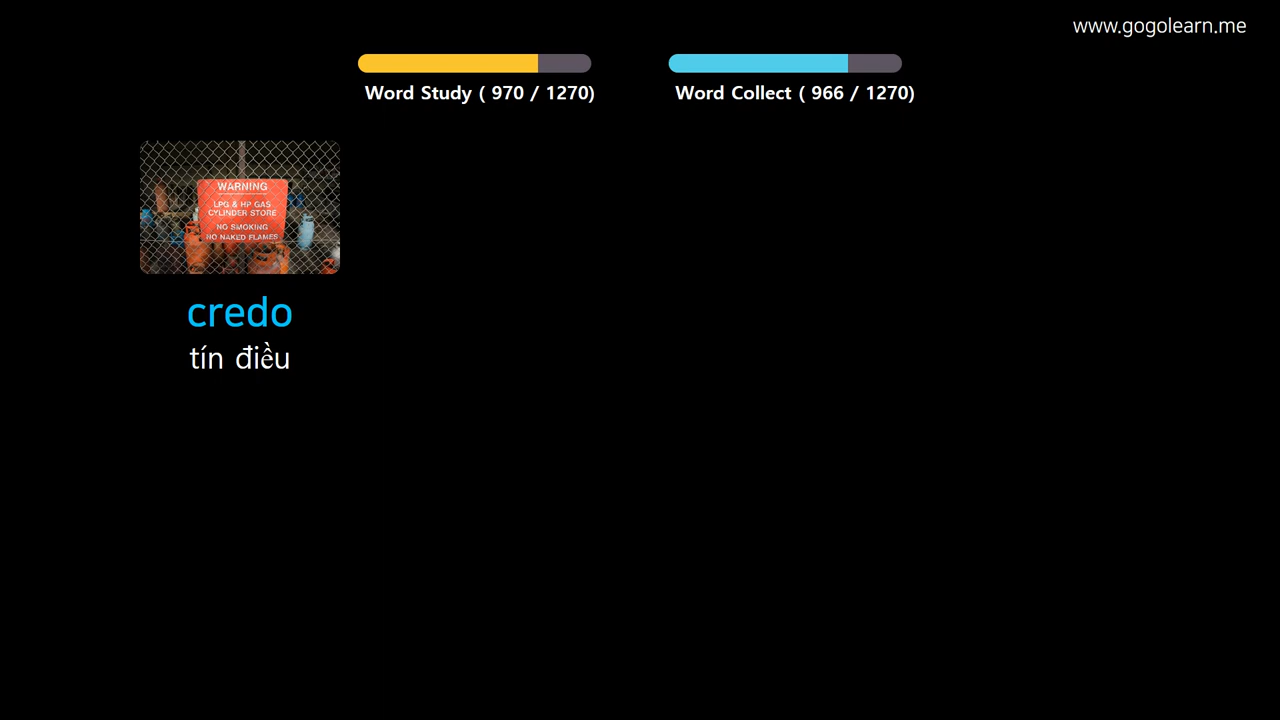 www.gogolearn.me
Word Study ( 970 / 1270)
Word Collect ( 966 / 1270)
WARNING
LPG & HP GAS
CYLINDER STORE
NO SMOKING
NO NAKED FLAMES
credo
tín điều